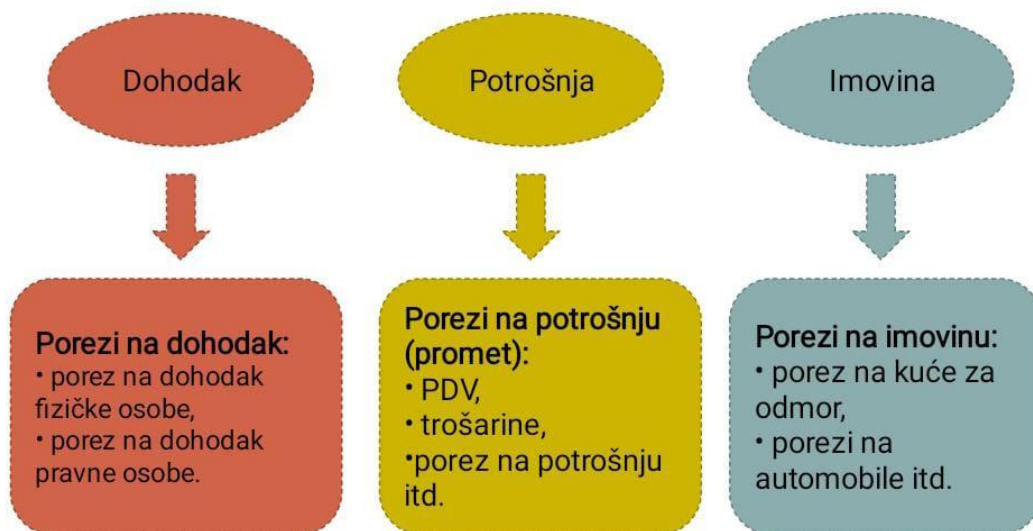 Dohodak
Potrošnja
Imovina
Porezi na dohodak:
• porez na dohodak
fizičke osobe,
• porez na dohodak
pravne osobe.
Porezi na potrošnju
(promet):
• PDV,
• trošarine,
•porez na potrošnju
itd.
Porezi na imovinu:
• porez na kuće za
odmor,
• porezi na
automobile itd.